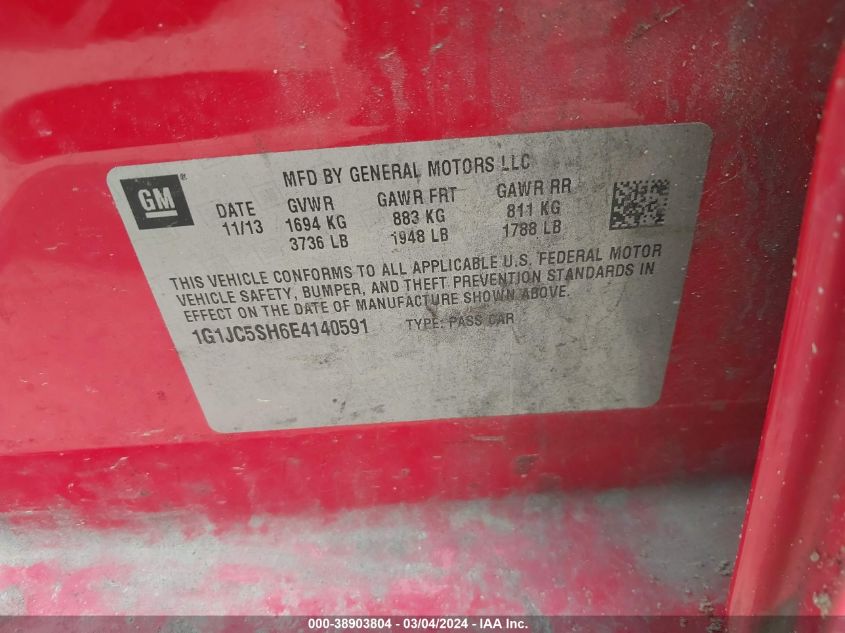 MFD BY GENERAL MOTORS LLC
GM®
DATE GVWR GAWR FRT GAWR RR
11/13 1694 KG 883 KG 811 KG
3736 LB 1948 LB 1788 LB
THIS VEHICLE CONFORMS TO ALL APPLICABLE U.S. FEDERAL MOTOR
VEHICLE SAFETY, BUMPER, AND THEFT PREVENTION STANDARDS IN
EFFECT ON THE DATE OF MANUFACTURE SHOWN ABOVE.
1G1JC5SH6E4140591 TYPE: PASS CAR
000-38903804 - 03/04/2024 - IAA Inc.